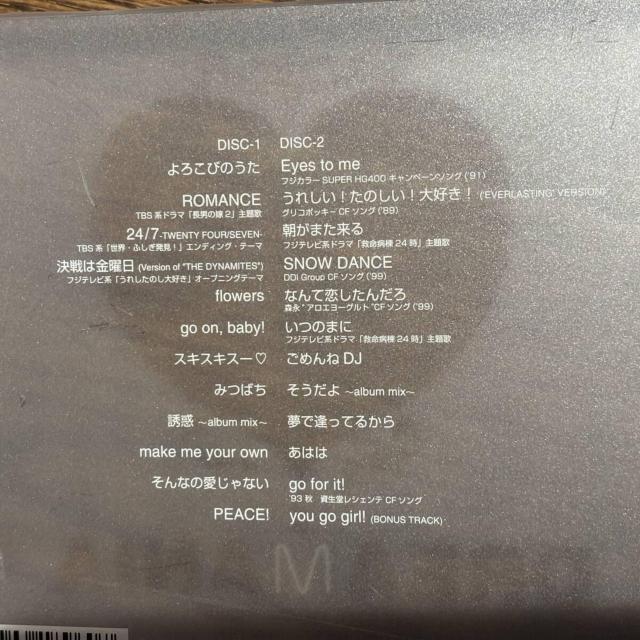 DISC-1
よろこびのうた
ROMANCE
TBS系ドラマ「長男の嫁2」主題歌
24/7-TWENTY FOUR/SEVEN-
TBS系「世界・ふしぎ発見!」エンディング・テーマ
決戦は金曜日 (Version of "THE DYNAMITES")
フジテレビ系「うれしたのし大好き」オープニングテーマ
flowers
go on, baby!
スキスキスー♡
みつばち
誘惑 ~album mix~
make me your own
そんなの愛じゃない
PEACE!
DISC-2
Eyes to me
フジカラー SUPER HG400 キャンペーンソング ('91)
うれしい!たのしい!大好き! ('EVERLASTING' VERSION)
グリコポッキー CF ソング ('89)
朝がまた来る
フジテレビ系ドラマ「救命病棟24時」主題歌
SNOW DANCE
DDI Group CF ソング ('99)
なんて恋したんだろ
森永"アロエヨーグルト"CFソング ('99)
いつのまに
フジテレビ系ドラマ「救命病棟24時」主題歌
ごめんねDJ
そうだよ ~album mix~
夢で逢ってるから
あはは
go for it!
'93 秋 資生堂レシェンテ CF ソング
you go girl! (BONUS TRACK)
M